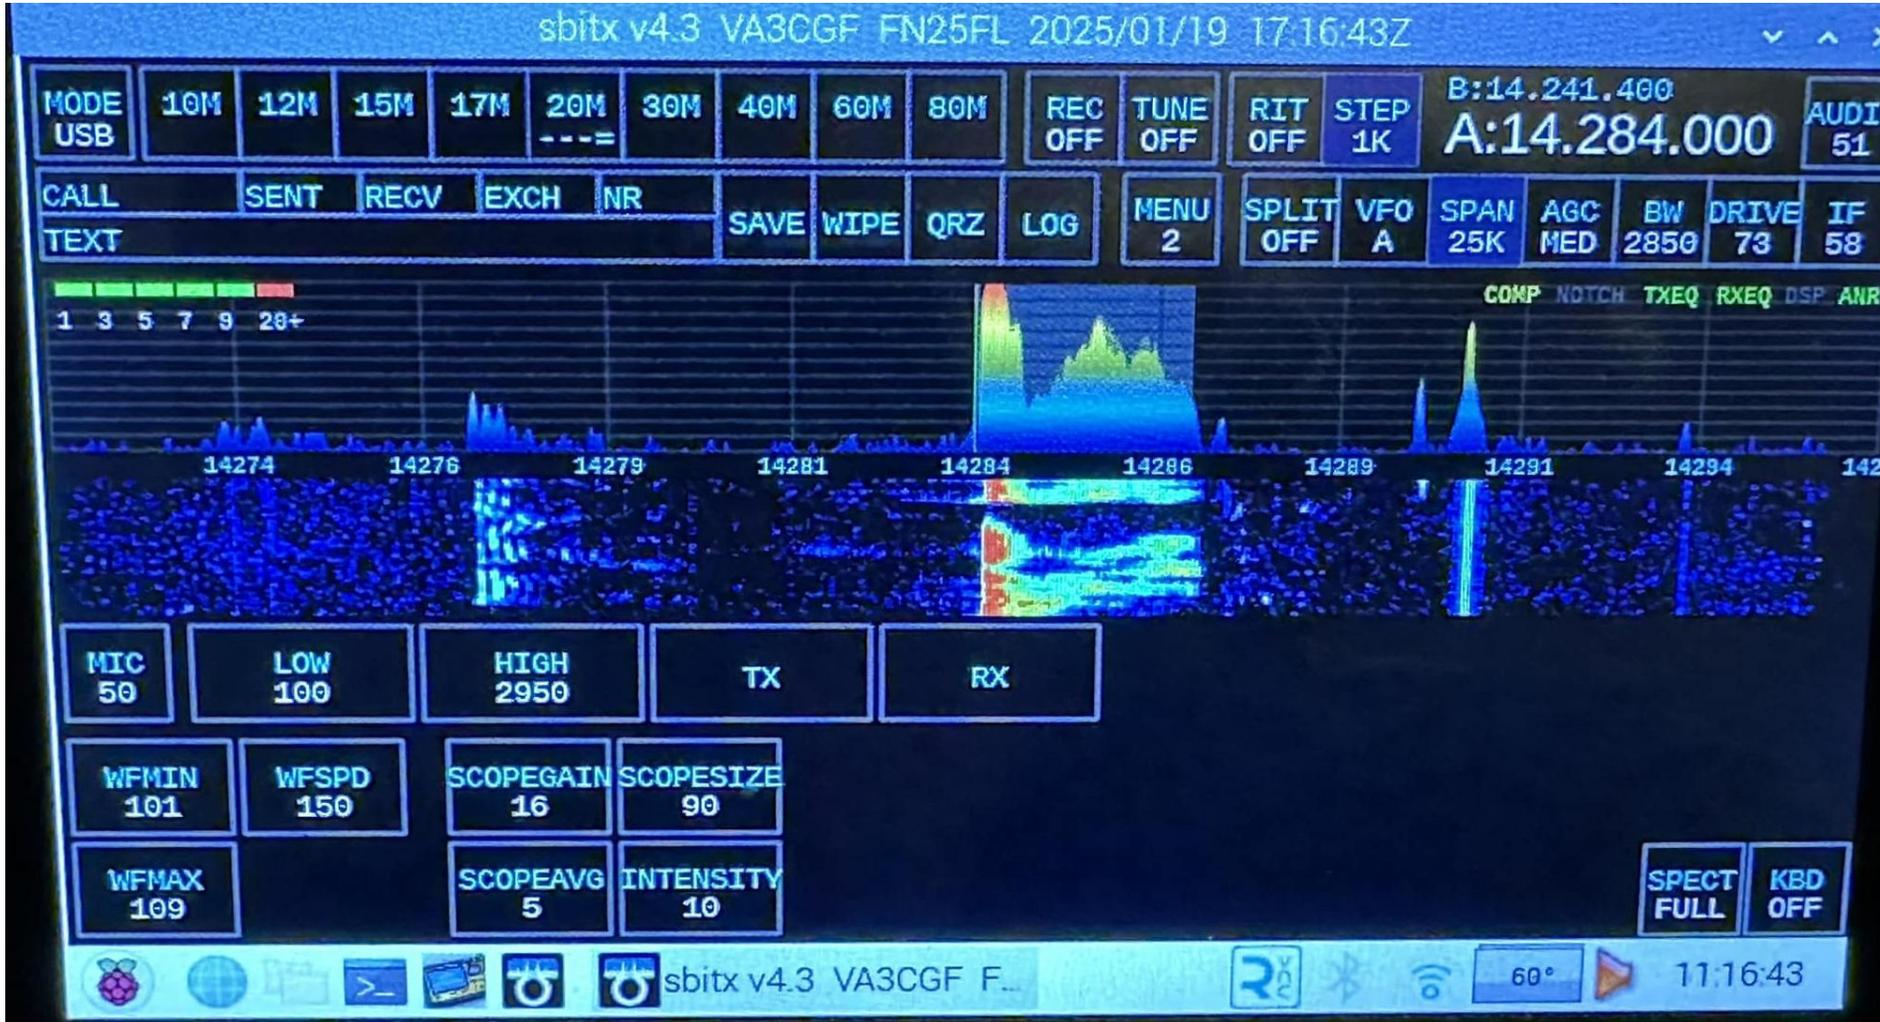 sbitx v4.3 VA3CGF FN25FL 2025/01/19 17:16:43Z
MODE
USB
10M 12M 15M 17M 20M 30M 40M 60M 80M
---=
REC
OFF
TUNE
OFF
RIT
OFF
STEP
1K
B:14.241.400
A:14.284.000
AUDI
51
CALL SENT RECV EXCH NR
TEXT
SAVE WIPE QRZ LOG
MENU
2
SPLIT
OFF
VFO
A
SPAN
25K
AGC
MED
BW
2850
DRIVE
73
IF
58
1 3 5 7 9 20+
COMP NOTCH TXEQ RXEQ DSP ANR
14274 14276 14279 14281 14284 14286 14289 14291 14294 142
MIC
50
LOW
100
HIGH
2950
TX
RX
WFMIN
101
WFSPD
150
SCOPEGAIN
16
SCOPESIZE
90
WFMAX
109
SCOPEAVG
5
INTENSITY
10
SPECT
FULL
KBD
OFF
>_
sbitx v4.3 VA3CGF F...
60°
11:16:43